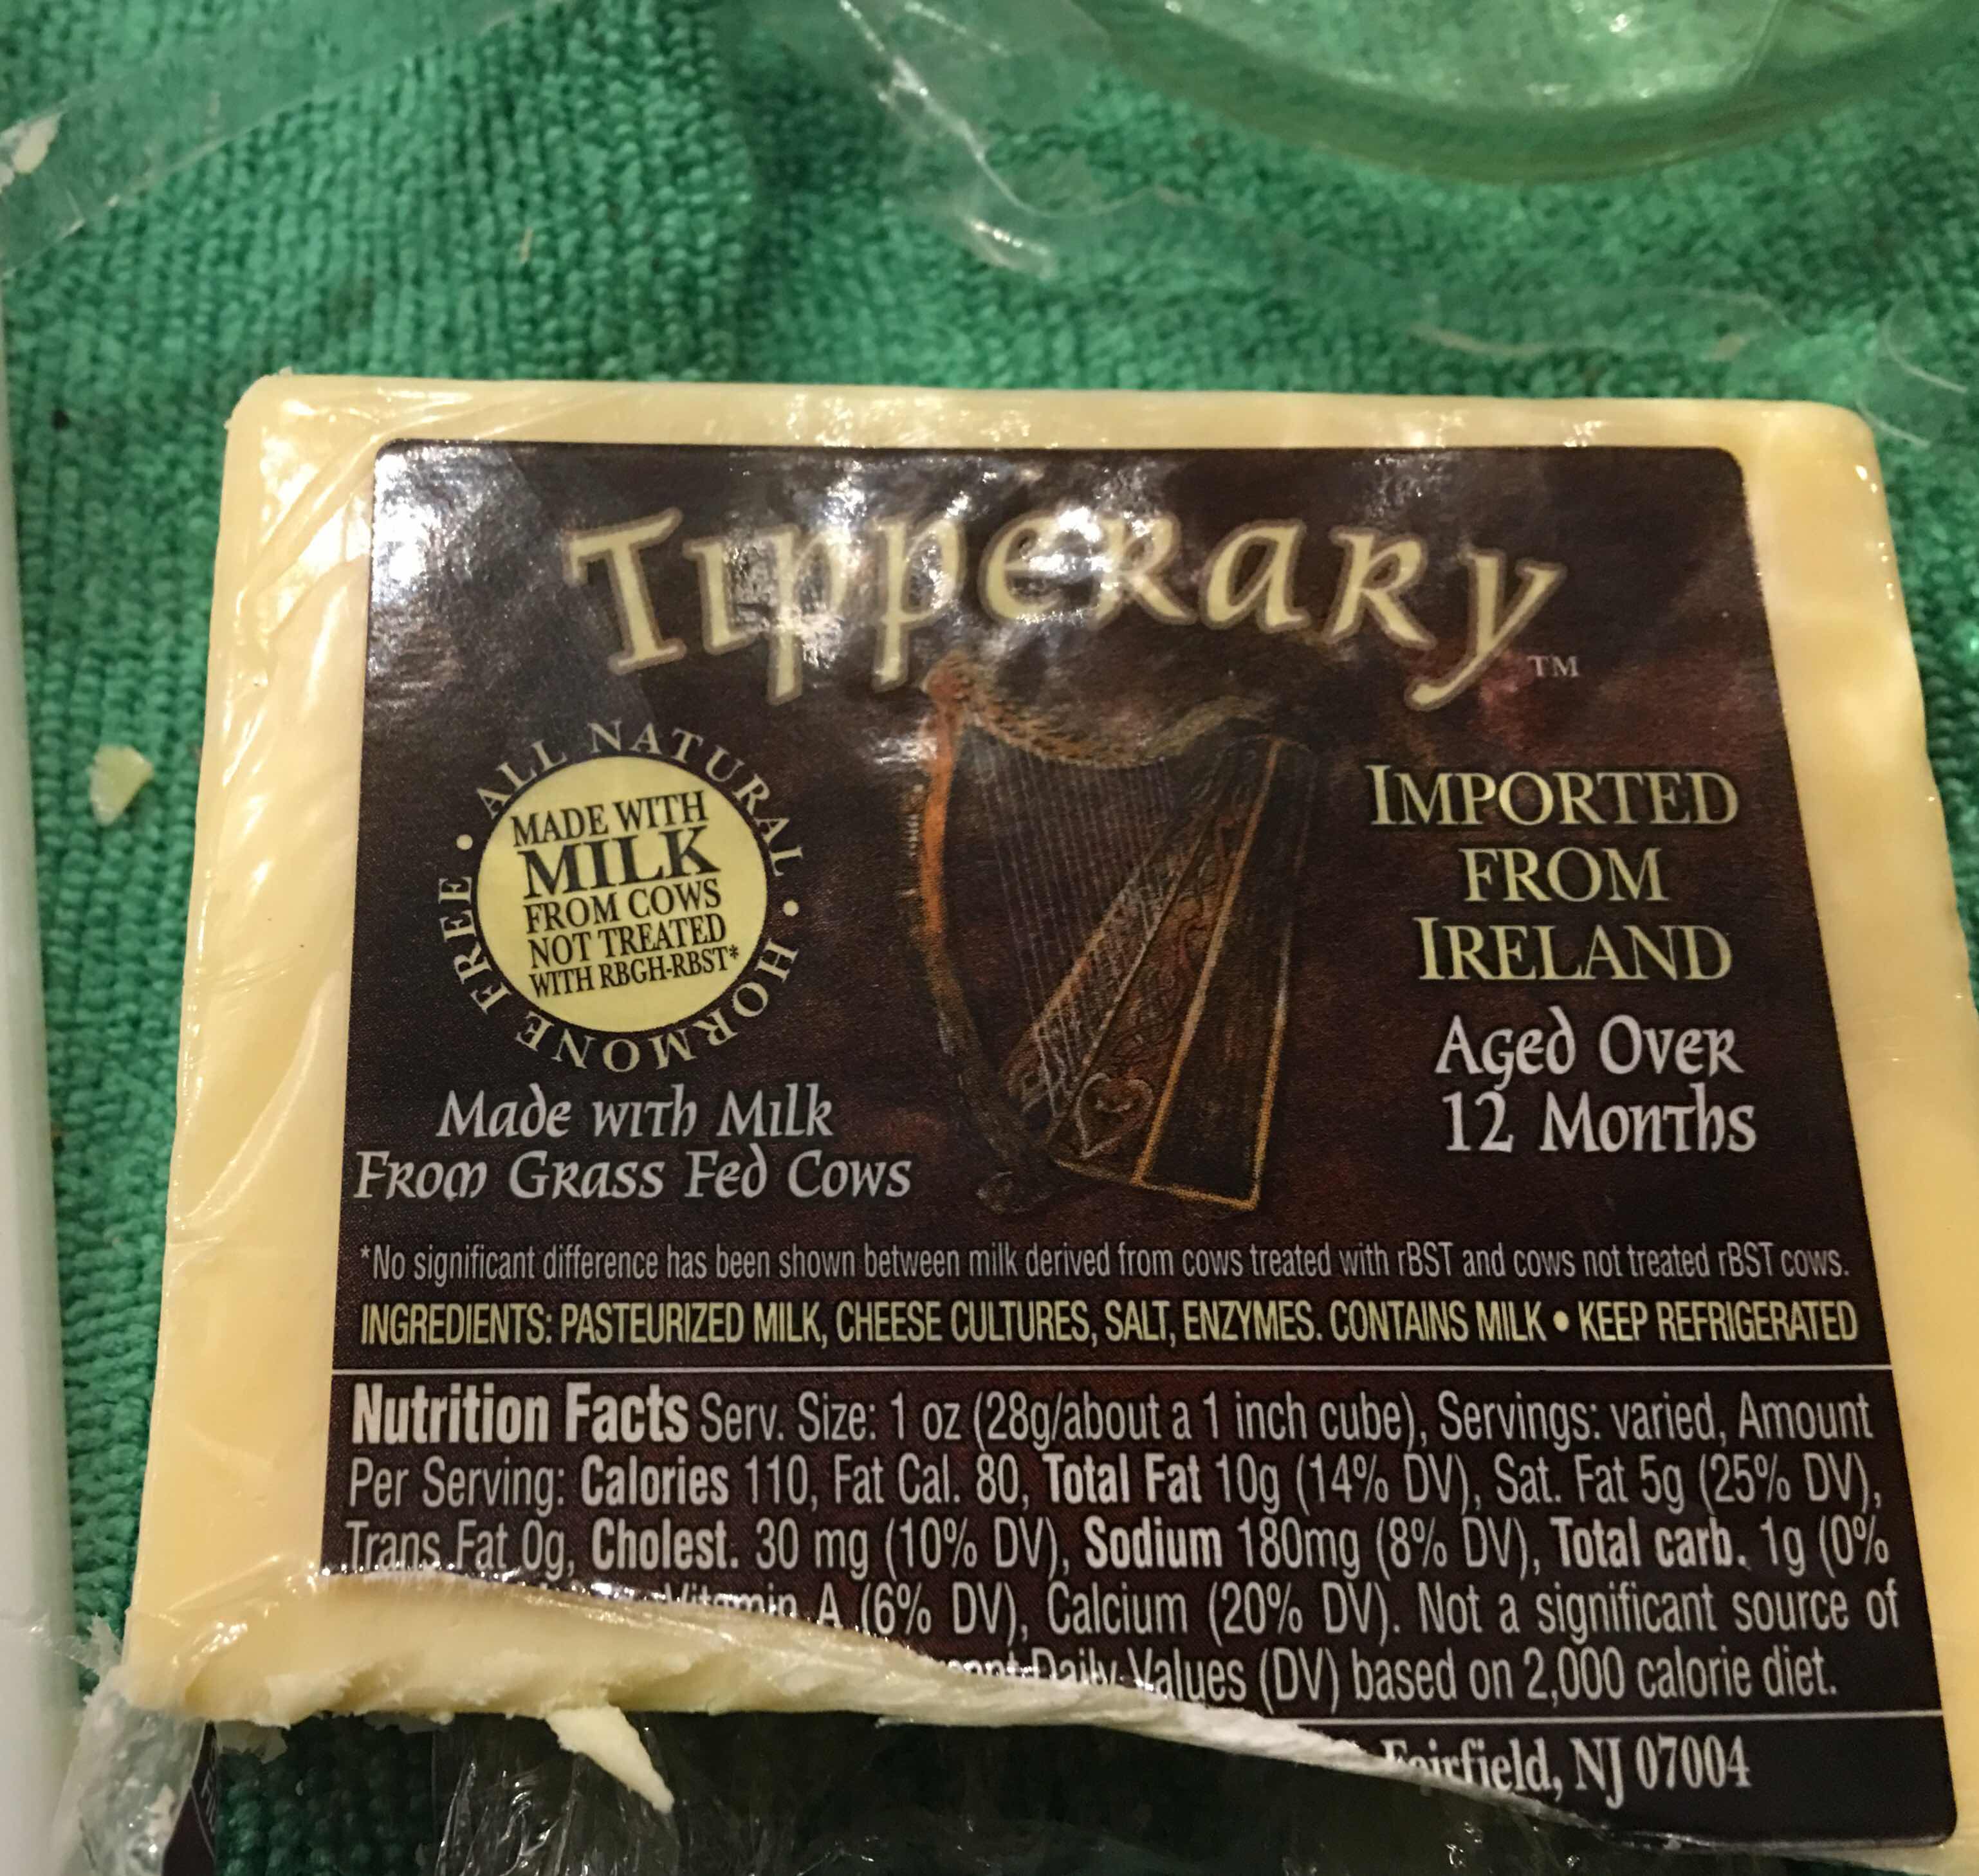 Tipperary™
ALL NATURAL • HORMONE FREE •
MADE WITH
MILK
FROM COWS
NOT TREATED
WITH RBGH-RBST*
Made with Milk
From Grass Fed Cows
IMPORTED
FROM
IRELAND
Aged Over
12 Months
*No significant difference has been shown between milk derived from cows treated with rBST and cows not treated rBST cows.
INGREDIENTS: PASTEURIZED MILK, CHEESE CULTURES, SALT, ENZYMES. CONTAINS MILK • KEEP REFRIGERATED
Nutrition Facts Serv. Size: 1 oz (28g/about a 1 inch cube), Servings: varied, Amount
Per Serving: Calories 110, Fat Cal. 80, Total Fat 10g (14% DV), Sat. Fat 5g (25% DV),
Trans Fat 0g, Cholest. 30 mg (10% DV), Sodium 180mg (8% DV), Total carb. 1g (0%
Vitamin A (6% DV), Calcium (20% DV). Not a significant source of
Daily Values (DV) based on 2,000 calorie diet.
Fairfield, NJ 07004